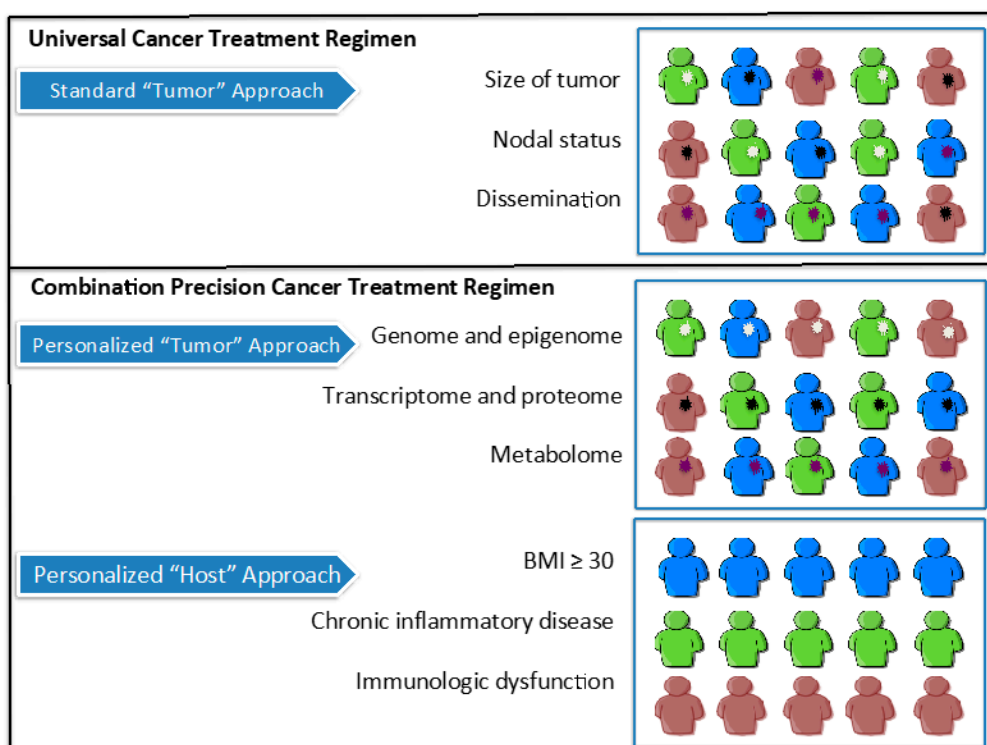 Universal Cancer Treatment Regimen
Standard “Tumor” Approach
Size of tumor
Nodal status
Dissemination
Combination Precision Cancer Treatment Regimen
Personalized “Tumor” Approach
Genome and epigenome
Transcriptome and proteome
Metabolome
Personalized “Host” Approach
BMI ≥ 30
Chronic inflammatory disease
Immunologic dysfunction